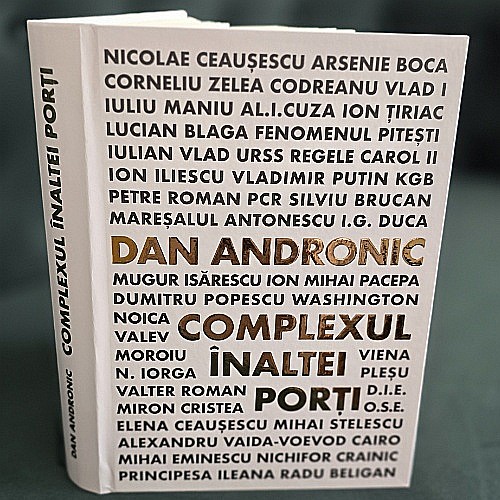 NICOLAE CEAUȘESCU ARSENIE BOCA
CORNELIU ZELEA CODREANU VLAD I
IULIU MANIU AL.I.CUZA ION ȚIRIAC
LUCIAN BLAGA FENOMENUL PITEȘTI
IULIAN VLAD URSS REGELE CAROL II
ION ILIESCU VLADIMIR PUTIN KGB
PETRE ROMAN PCR SILVIU BRUCAN
MAREȘALUL ANTONESCU I.G. DUCA
DAN ANDRONIC
MUGUR ISĂRESCU ION MIHAI PACEPA
DUMITRU POPESCU WASHINGTON
NOICA COMPLEXUL
VALEV
MOROIU ÎNALTEI VIENA
N. IORGA PLEȘU
VALTER ROMAN PORȚI D.I.E.
MIRON CRISTEA O.S.E.
ELENA CEAUȘESCU MIHAI STELESCU
ALEXANDRU VAIDA-VOEVOD CAIRO
MIHAI EMINESCU NICHIFOR CRAINIC
PRINCIPESA ILEANA RADU BELIGAN
DAN ANDRONIC COMPLEXUL ÎNALTEI PORȚI